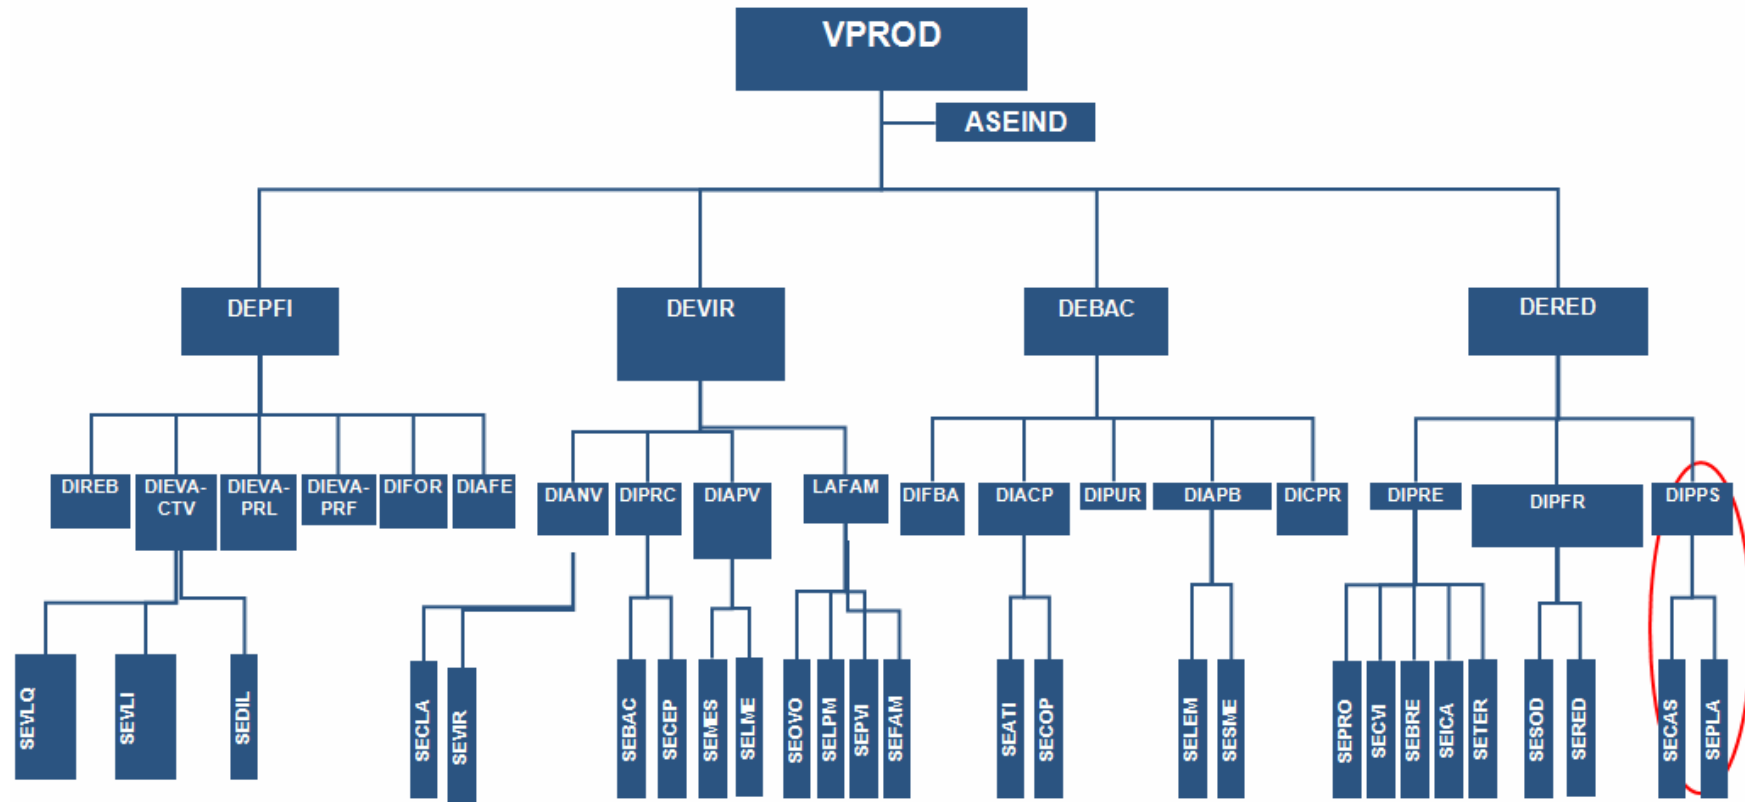 VPROD
ASEIND
DEPFI
DEVIR
DEBAC
DERED
DIREB
DIEVA-
CTV
DIEVA-
PRL
DIEVA-
PRF
DIFOR
DIAFE
DIANV
DIPRC
DIAPV
LAFAM
DIFBA
DIACP
DIPUR
DIAPB
DICPR
DIPRE
DIPFR
DIPPS
SEVLQ
SEVLI
SEDIL
SECLA
SEVIR
SEBAC
SECEP
SEMES
SELME
SEOVO
SELPM
SEPVI
SEFAM
SEATI
SECOP
SELEM
SESME
SEPRO
SECVI
SEBRE
SEICA
SETER
SESOD
SERED
SECAS
SEPLA